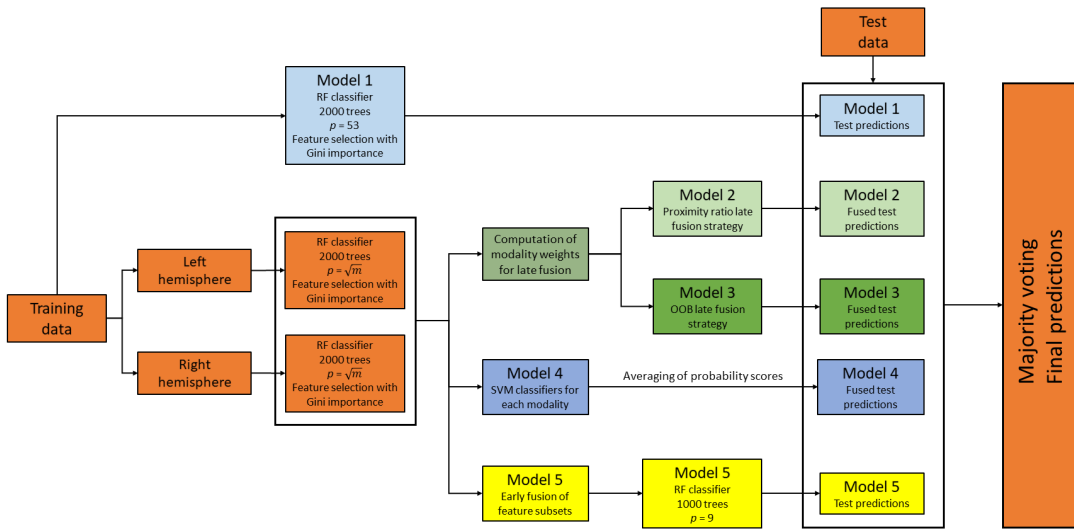 Test
data
Model 1
RF classifier
2000 trees
p = 53
Feature selection with
Gini importance
Model 1
Test predictions
Model 2
Proximity ratio late
fusion strategy
Model 2
Fused test
predictions
Computation of
modality weights
for late fusion
Left
hemisphere
RF classifier
2000 trees
p = √m
Feature selection with
Gini importance
Training
data
Model 3
OOB late fusion
strategy
Model 3
Fused test
predictions
Right
hemisphere
RF classifier
2000 trees
p = √m
Feature selection with
Gini importance
Model 4
SVM classifiers for
each modality
Averaging of probability scores
Model 4
Fused test
predictions
Model 5
Early fusion of
feature subsets
Model 5
RF classifier
1000 trees
p = 9
Model 5
Test predictions
Majority voting
Final predictions